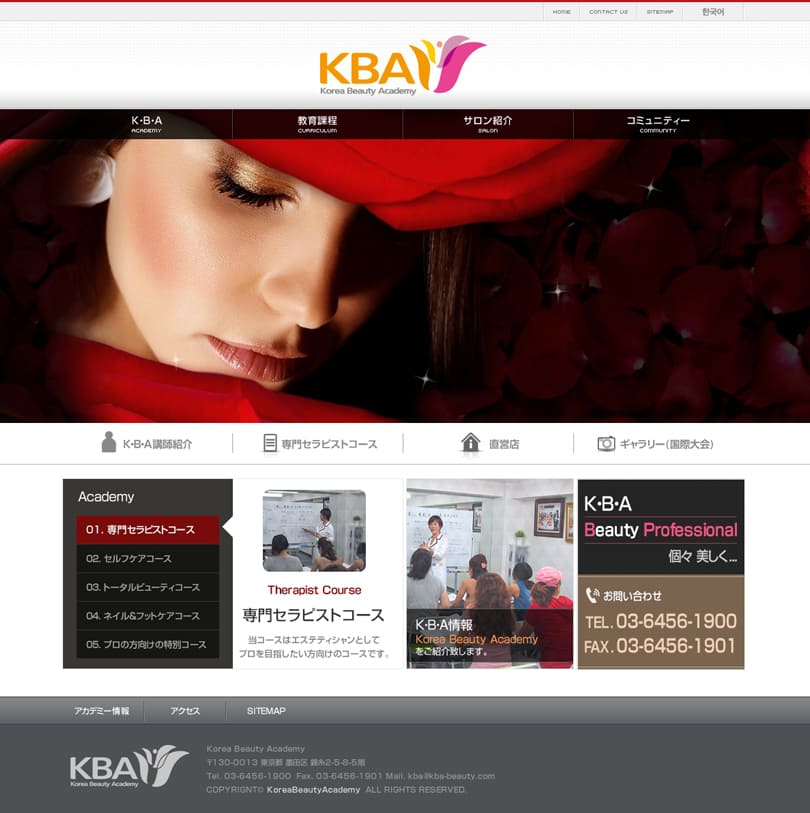 HOME
CONTACT US
SITEMAP
한국어
KBA
Korea Beauty Academy
K·B·A
ACADEMY
教育課程
CURRICULUM
サロン紹介
SALON
コミュニティー
COMMUNITY
K·B·A講師紹介
専門セラピストコース
直営店
ギャラリー(国際大会)
Academy
01. 専門セラピストコース
02. セルフケアコース
03. トータルビューティコース
04. ネイル&フットケアコース
05. プロの方向けの特別コース
Therapist Course
専門セラピストコース
当コースはエステティシャンとして
プロを目指したい方向けのコースです。
K·B·A情報
Korea Beauty Academy
をご紹介致します。
K·B·A
Beauty Professional
個々 美しく...
お問い合わせ
TEL. 03-6456-1900
FAX. 03-6456-1901
アカデミー情報
アクセス
SITEMAP
KBA
Korea Beauty Academy
Korea Beauty Academy
〒130-0013 東京都 墨田区 錦糸2-5-8-5階
Tel. 03-6456-1900 Fax. 03-6456-1901 Mail. kba@kba-beauty.com
COPYRIGNT© KoreaBeautyAcademy ALL RIGHTS RESERVED.